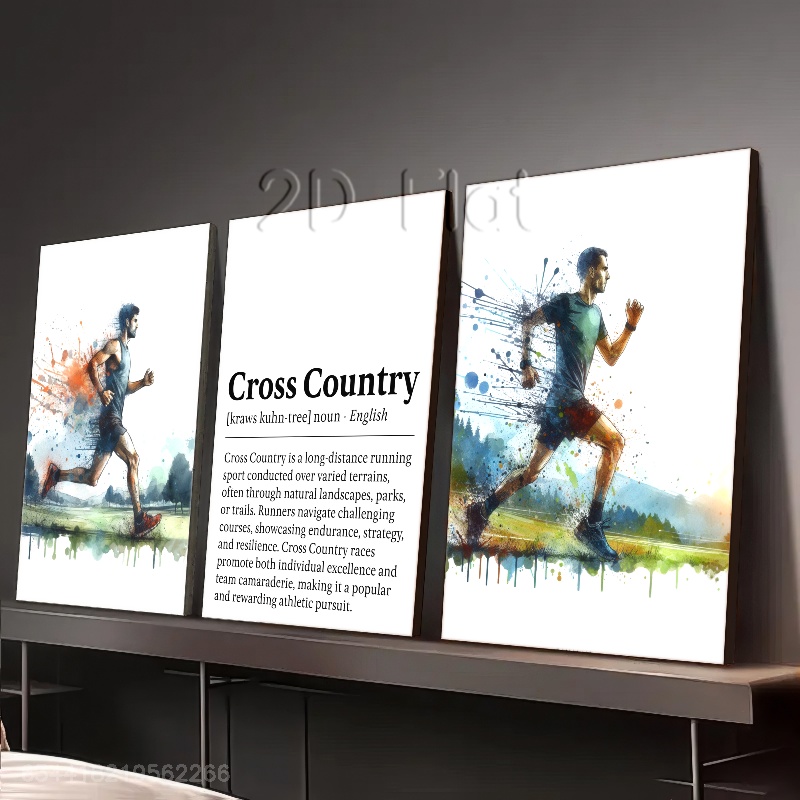 2D Flat
Cross Country
[kraws kuhn-tree] noun · English
Cross Country is a long-distance running
sport conducted over varied terrains,
often through natural landscapes, parks,
or trails. Runners navigate challenging
courses, showcasing endurance, strategy,
and resilience. Cross Country races
promote both individual excellence and
team camaraderie, making it a popular
and rewarding athletic pursuit.